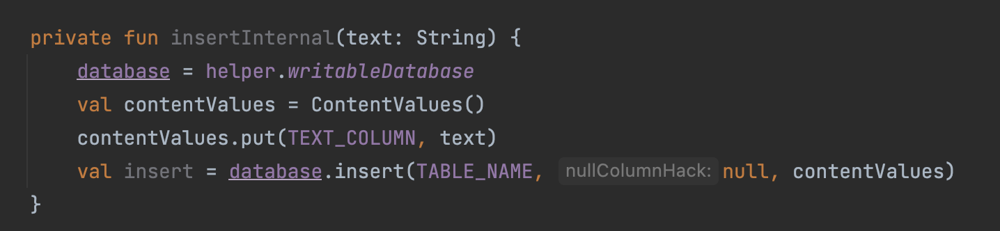 private fun insertInternal(text: String) {
database = helper.writableDatabase
val contentValues = ContentValues()
contentValues.put(TEXT_COLUMN, text)
val insert = database.insert(TABLE_NAME, nullColumnHack: null, contentValues)
}